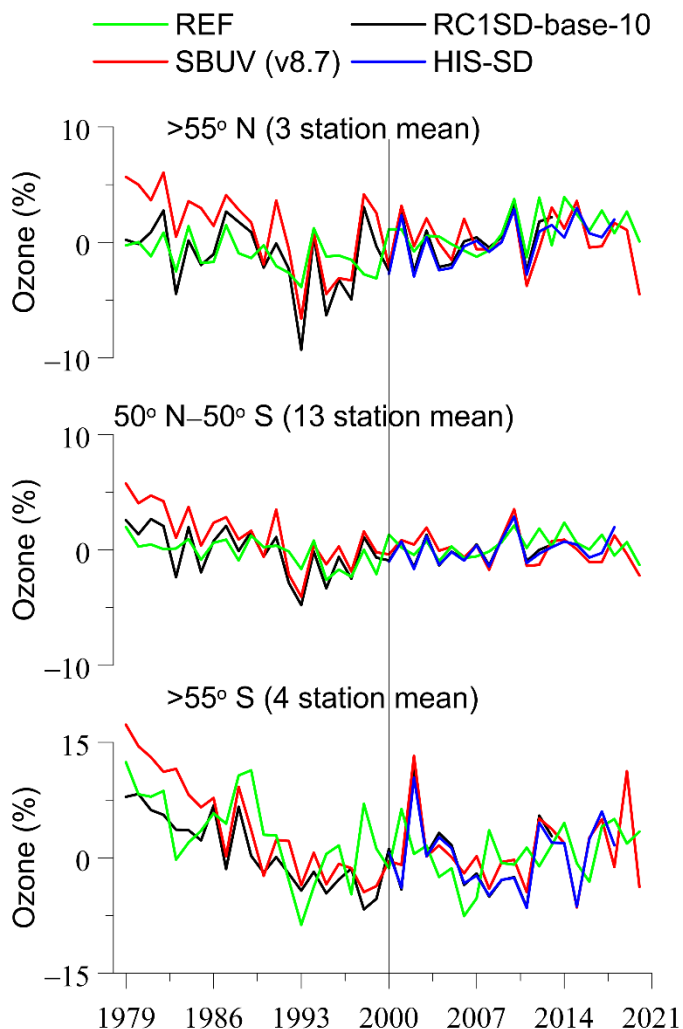 REF RC1SD-base-10
SBUV (v8.7) HIS-SD
>55° N (3 station mean)
10
0
–10
Ozone (%)
50° N–50° S (13 station mean)
10
0
–10
Ozone (%)
>55° S (4 station mean)
15
0
–15
Ozone (%)
1979 1986 1993 2000 2007 2014 2021